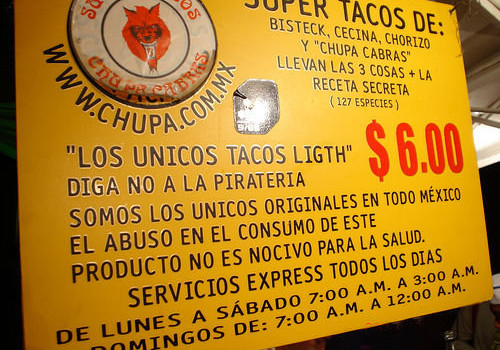 SUPER TACOS DE:
BISTECK, CECINA, CHORIZO
Y "CHUPA CABRAS"
LLEVAN LAS 3 COSAS + LA
RECETA SECRETA
( 127 ESPECIES )
CHUPA CABRAS
WWW.CHUPA.COM.MX
"LOS UNICOS TACOS LIGTH"
$ 6.00
DIGA NO A LA PIRATERIA
SOMOS LOS UNICOS ORIGINALES EN TODO MÉXICO
EL ABUSO EN EL CONSUMO DE ESTE
PRODUCTO NO ES NOCIVO PARA LA SALUD.
SERVICIOS EXPRESS TODOS LOS DIAS
DE LUNES A SÁBADO 7:00 A.M. A 3:00 A.M.
DOMINGOS DE: 7:00 A.M. A 12:00 A.M.